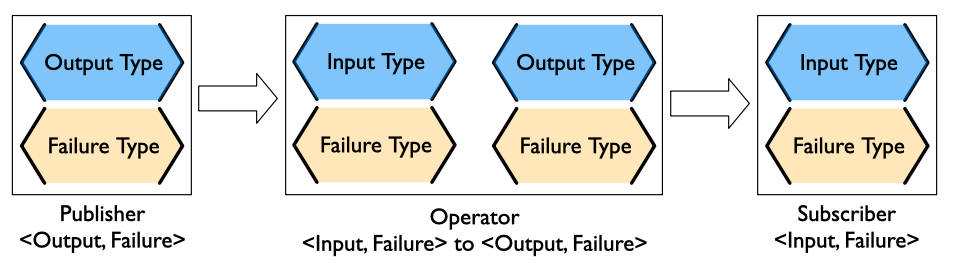 Output Type
Failure Type
Input Type
Output Type
Failure Type
Failure Type
Input Type
Failure Type
Publisher
<Output, Failure>
Operator
<Input, Failure> to <Output, Failure>
Subscriber
<Input, Failure>